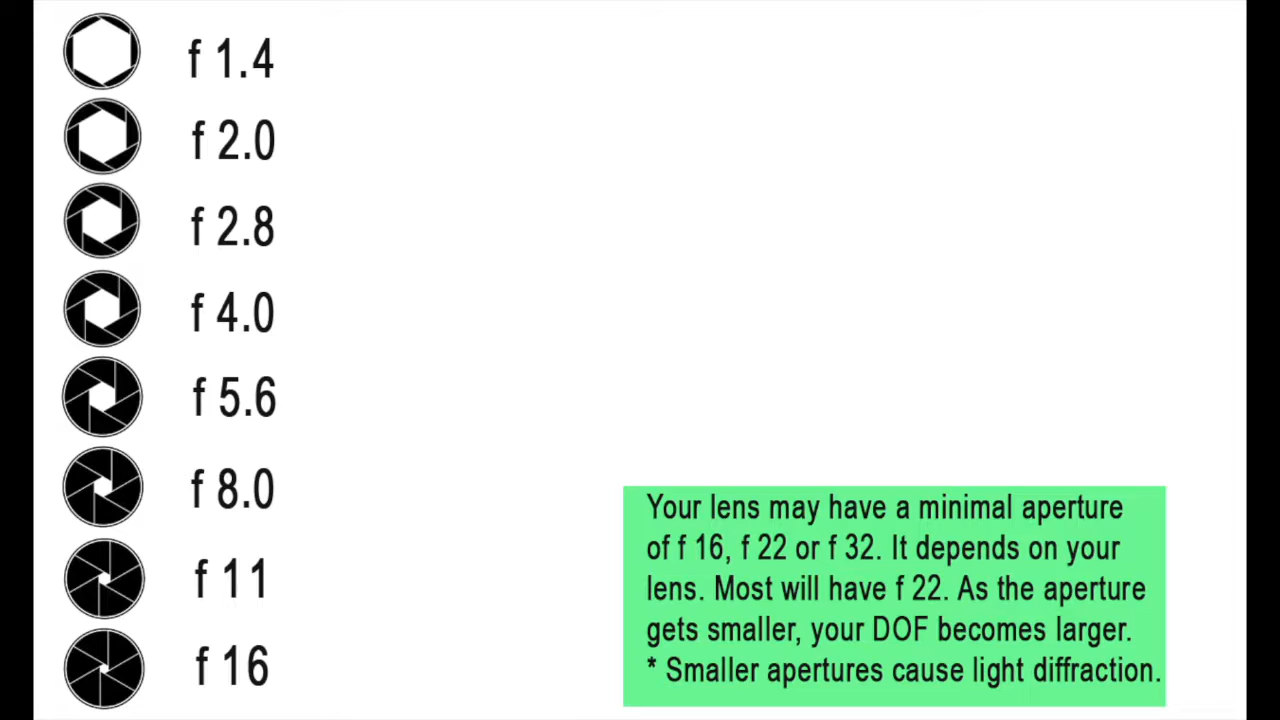 f 1.4
f 2.0
f 2.8
f 4.0
f 5.6
f 8.0
f 11
f 16
Your lens may have a minimal aperture
of f 16, f 22 or f 32. It depends on your
lens. Most will have f 22. As the aperture
gets smaller, your DOF becomes larger.
* Smaller apertures cause light diffraction.